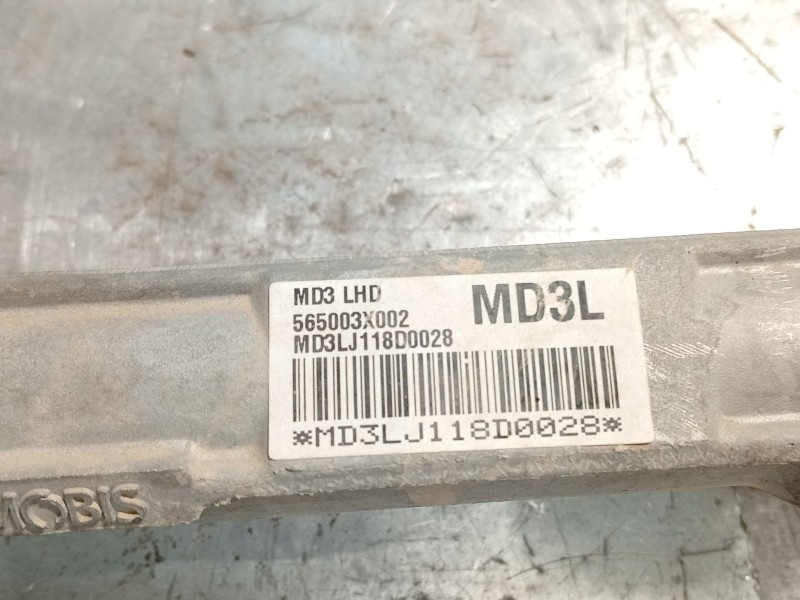 MD3 LHD
MD3L
565003X002
MD3LJ118D0028
*MD3LJ118D0028*
MOBIS